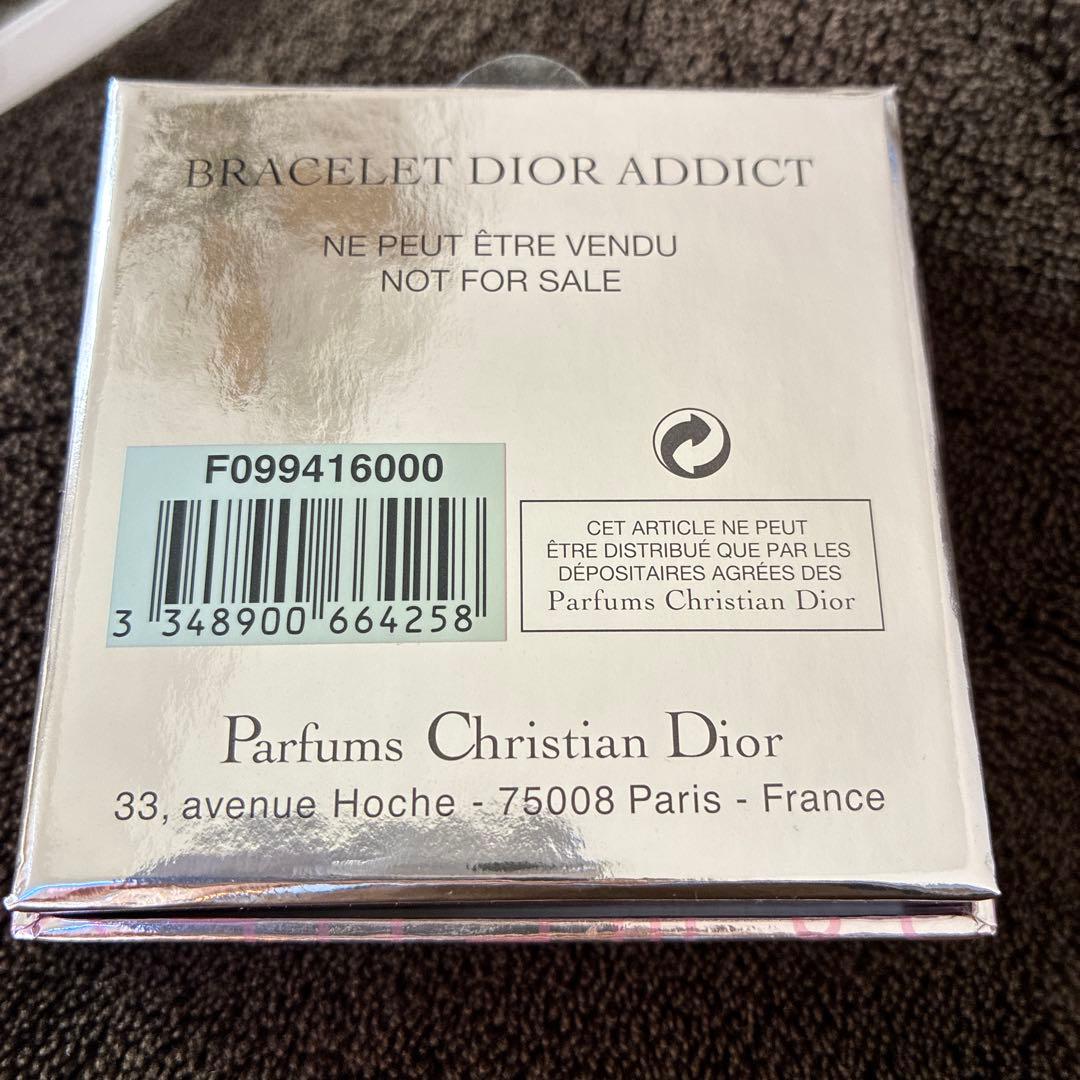 BRACELET DIOR ADDICT
NE PEUT ÊTRE VENDU
NOT FOR SALE
F099416000
3 348900 664258
CET ARTICLE NE PEUT
ÊTRE DISTRIBUÉ QUE PAR LES
DÉPOSITAIRES AGRÉES DES
Parfums Christian Dior
Parfums Christian Dior
33, avenue Hoche - 75008 Paris - France